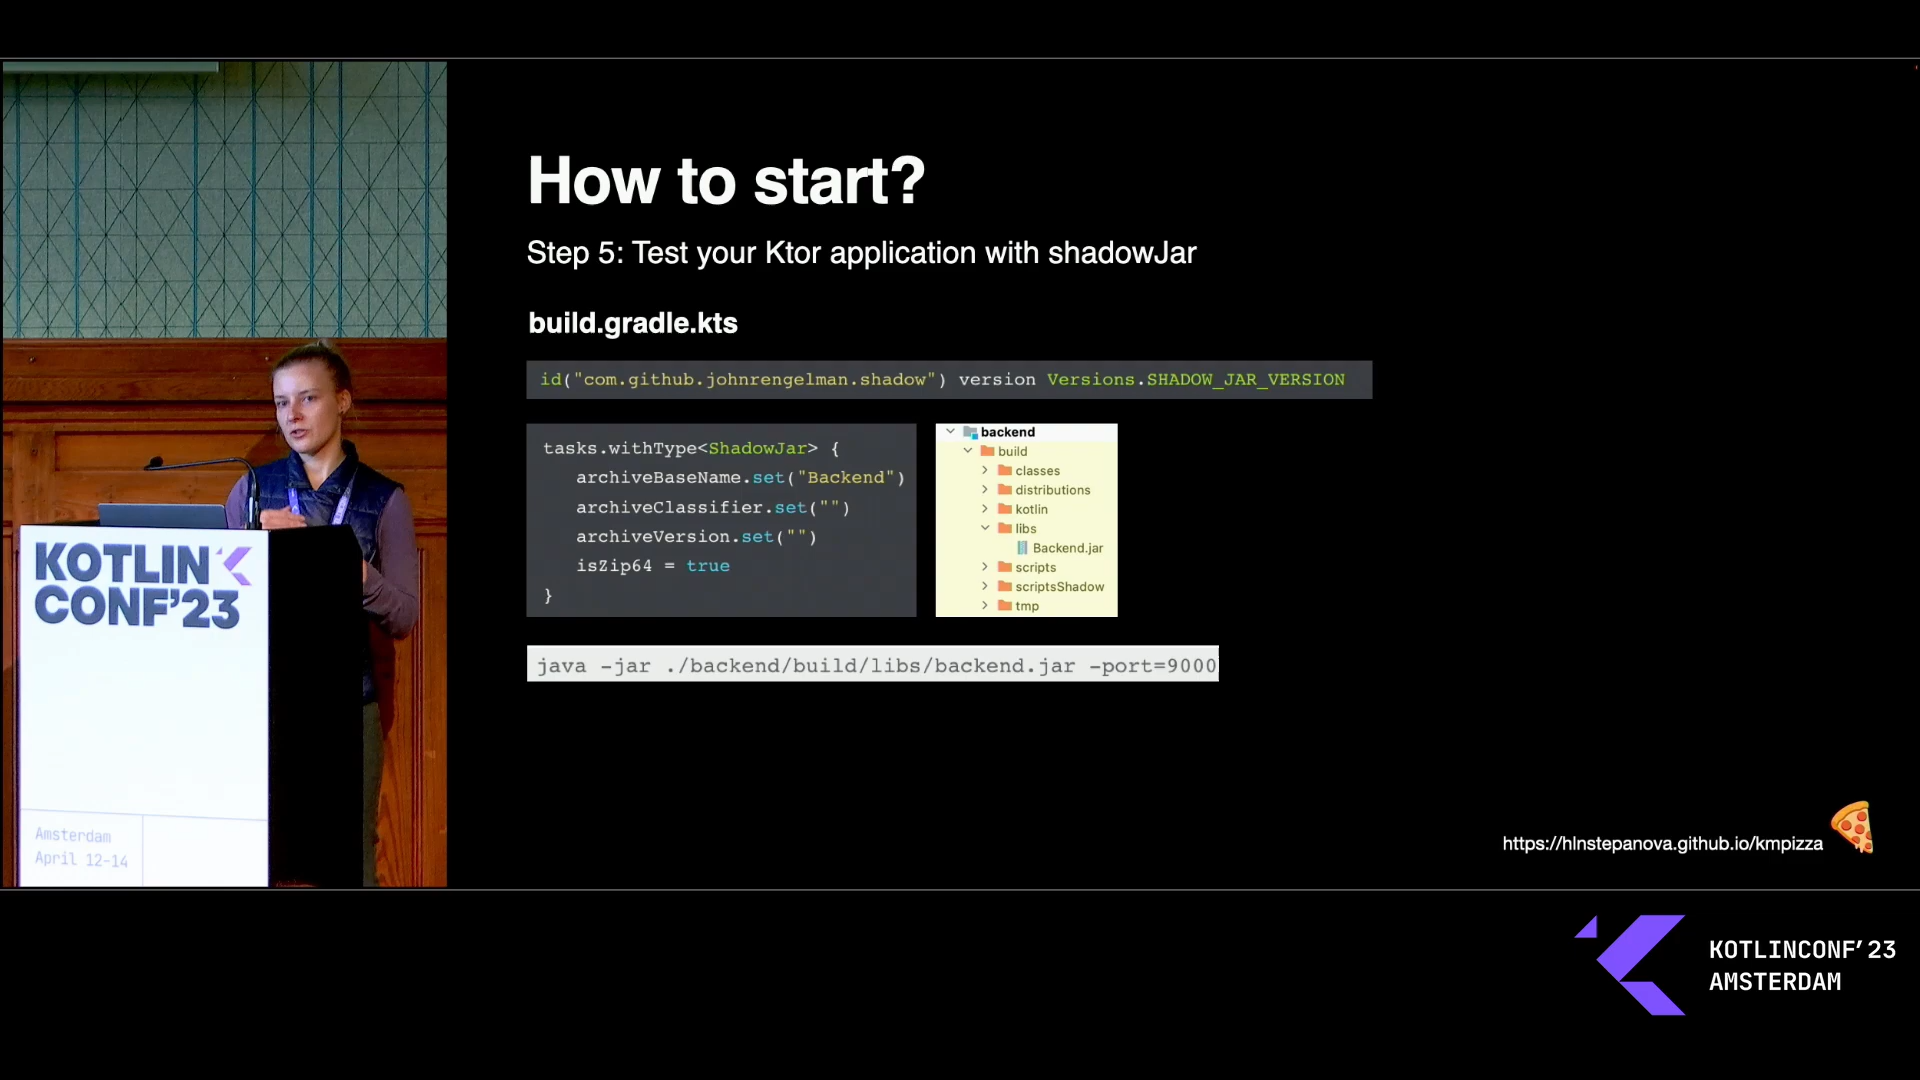 How to start?
Step 5: Test your Ktor application with shadowJar
build.gradle.kts
id("com.github.johnrengelman.shadow") version Versions.SHADOW_JAR_VERSION
tasks.withType<ShadowJar> {
archiveBaseName.set("Backend")
archiveClassifier.set("")
archiveVersion.set("")
isZip64 = true
}
backend
build
classes
distributions
kotlin
libs
Backend.jar
scripts
scriptsShadow
tmp
java -jar ./backend/build/libs/backend.jar -port=9000
https://hlnstepanova.github.io/kmpizza
KOTLIN
CONF'23
Amsterdam
April 12-14
KOTLINCONF'23
AMSTERDAM